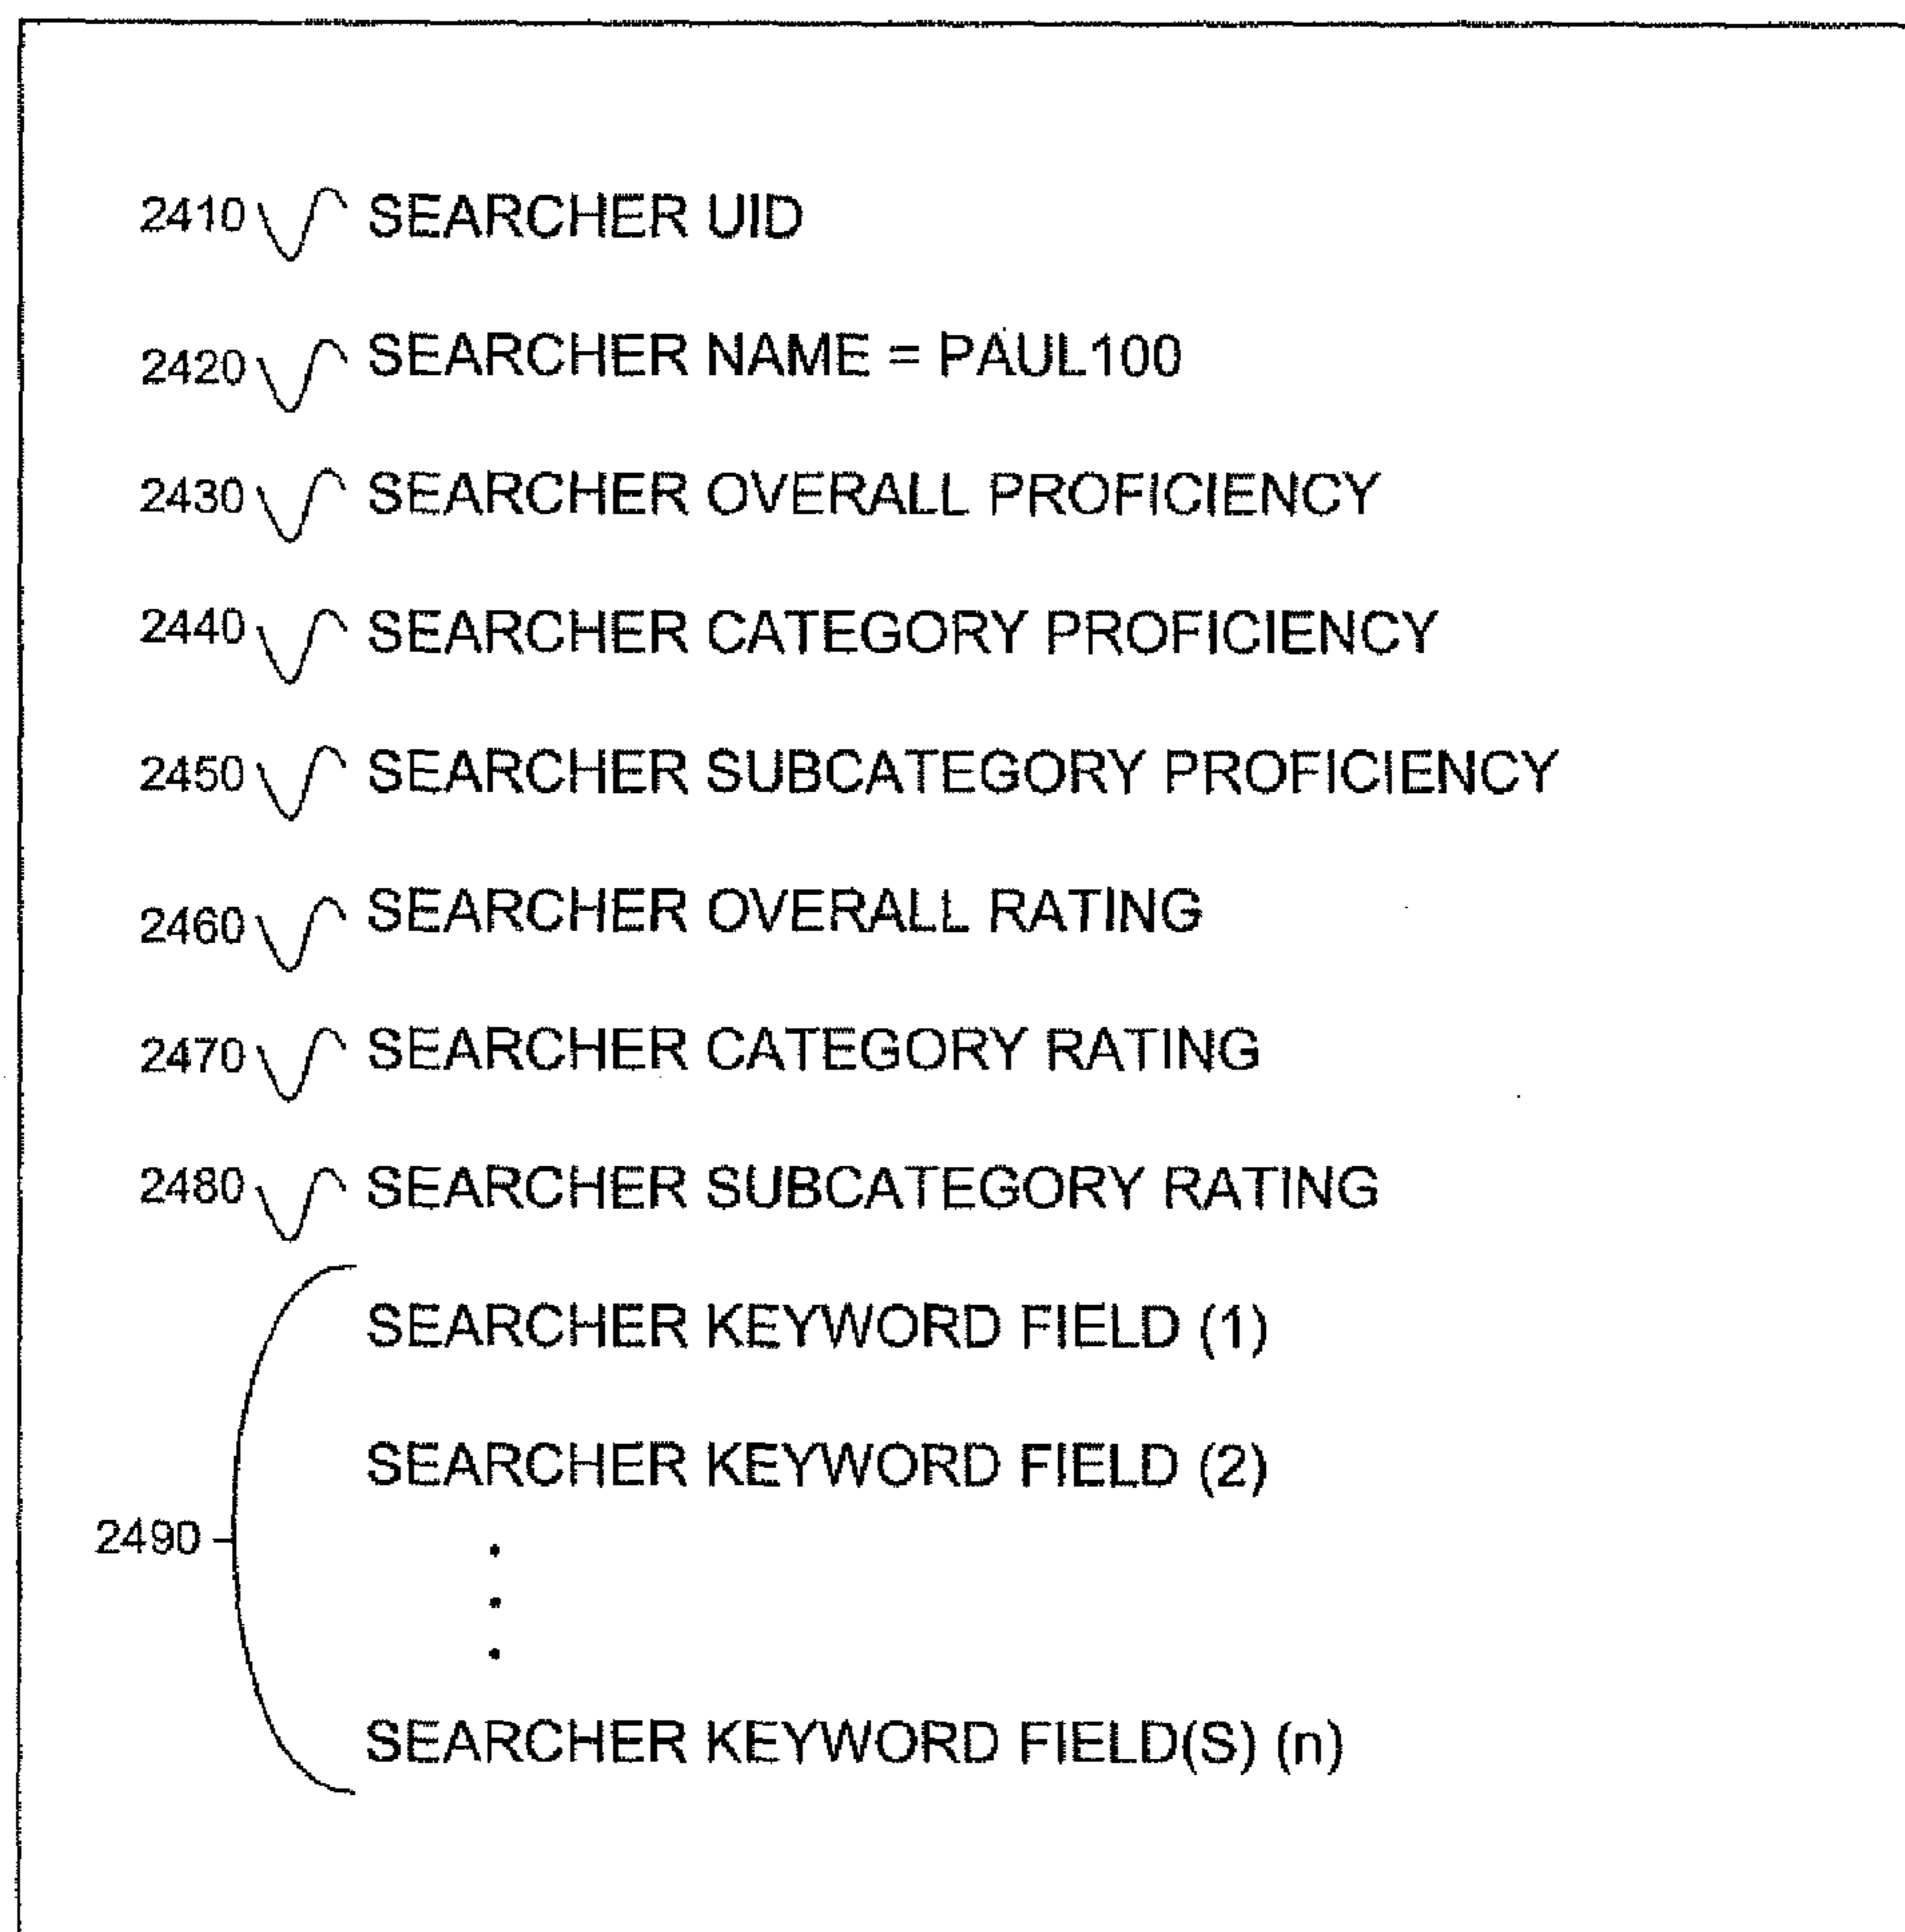 2410 SEARCHER UID
2420 SEARCHER NAME = PAUL100
2430 SEARCHER OVERALL PROFICIENCY
2440 SEARCHER CATEGORY PROFICIENCY
2450 SEARCHER SUBCATEGORY PROFICIENCY
2460 SEARCHER OVERALL RATING
2470 SEARCHER CATEGORY RATING
2480 SEARCHER SUBCATEGORY RATING
SEARCHER KEYWORD FIELD (1)
SEARCHER KEYWORD FIELD (2)
2490
SEARCHER KEYWORD FIELD(S) (n)